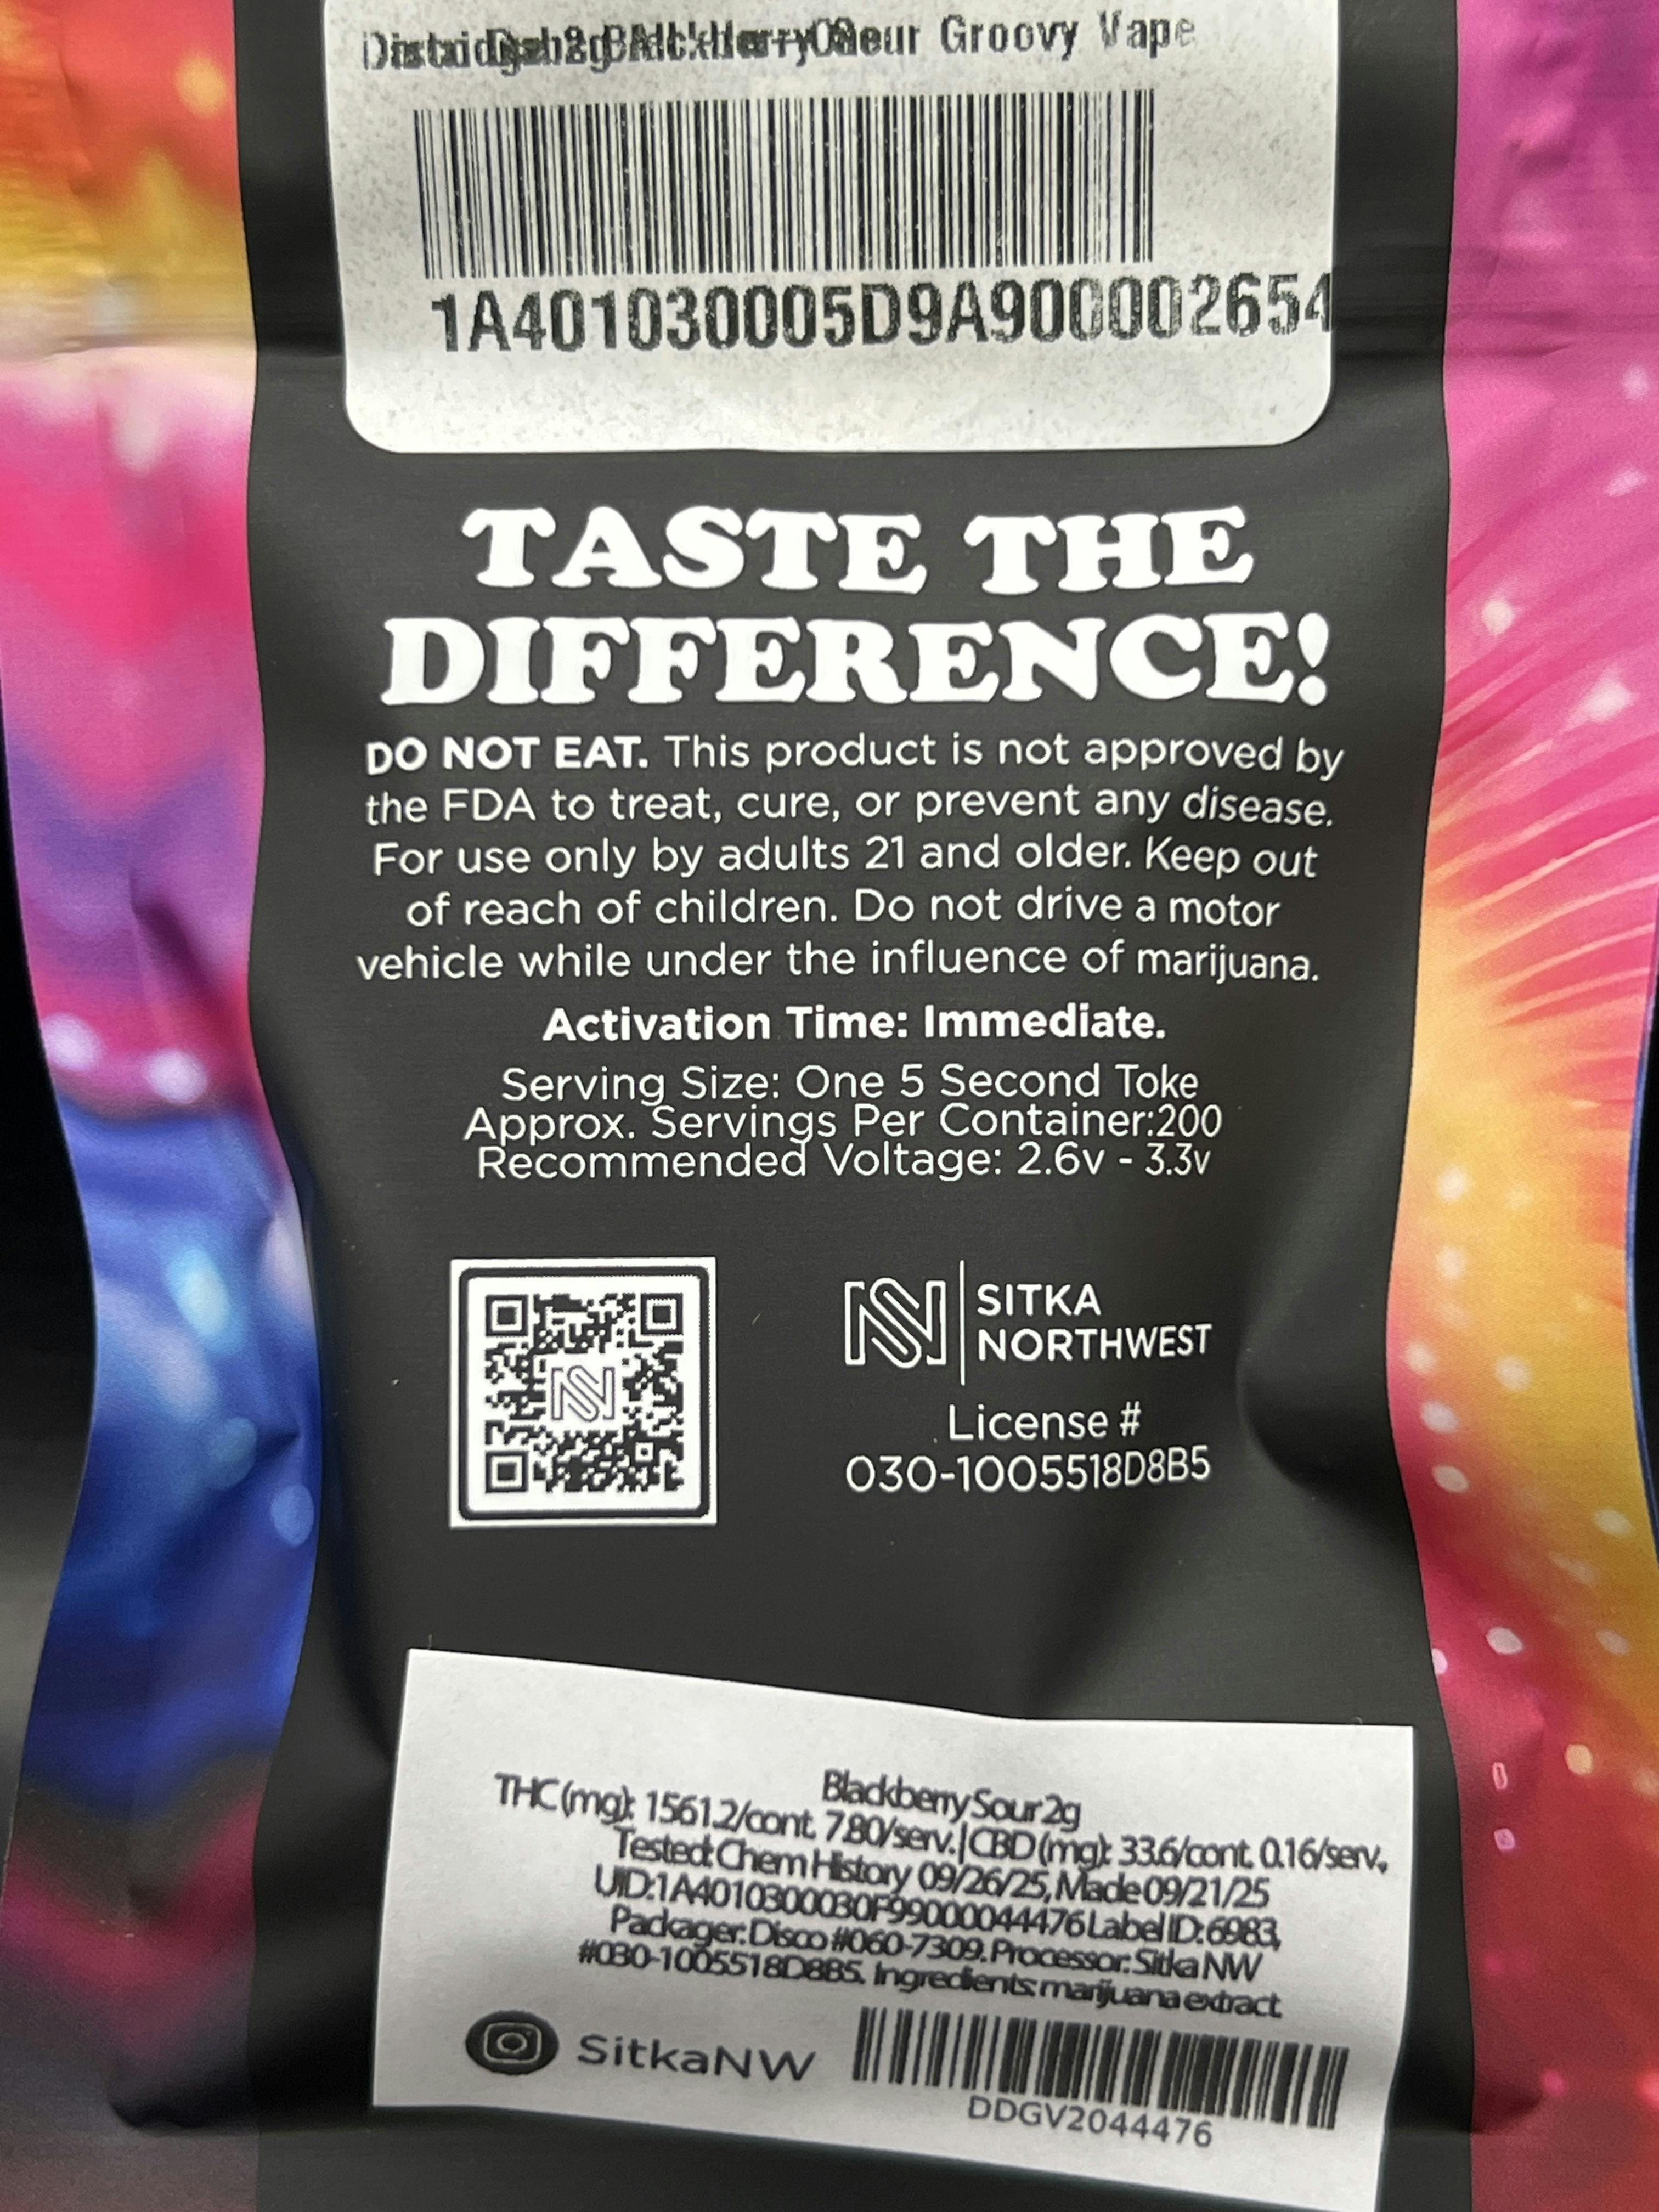 Groovy Vape
1A401030005D9A900002654
TASTE THE
DIFFERENCE!
DO NOT EAT. This product is not approved by
the FDA to treat, cure, or prevent any disease.
For use only by adults 21 and older. Keep out
of reach of children. Do not drive a motor
vehicle while under the influence of marijuana.
Activation Time: Immediate.
Serving Size: One 5 Second Toke
Approx. Servings Per Container:200
Recommended Voltage: 2.6v - 3.3v
SITKA
NORTHWEST
License #
030-1005518D8B5
Blackberry Sour 2g
THC (mg): 1561.2/cont. 7.80/serv. | CBD (mg): 33.6/cont. 0.16/serv.,
Tested: Chem History 09/26/25, Made 09/21/25
UID:1A4010300030F99000044476 Label ID: 6983,
Packager: Disco #060-7309. Processor: Sitka NW
#030-1005518D8B5. Ingredients: marijuana extract.
SitkaNW
DDGV2044476